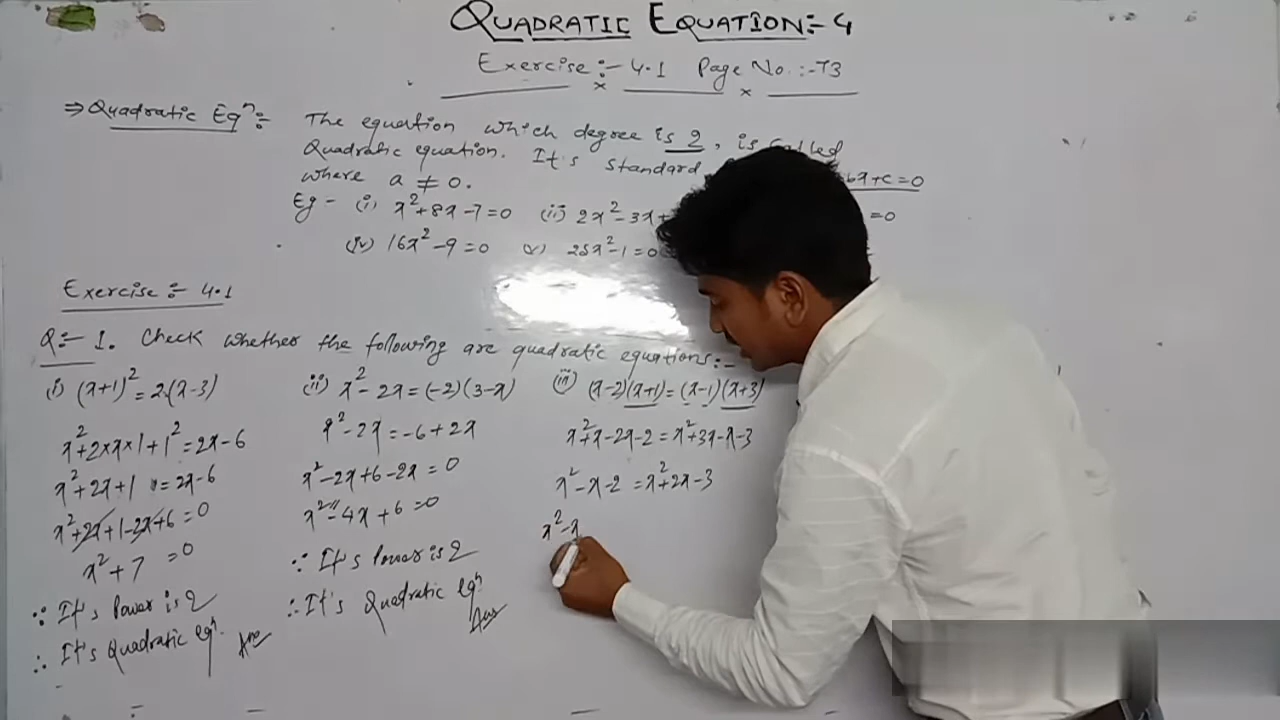 QUADRATIC EQUATION:- 4
Exercise :- 4.1 Page No. :- 73
⇒ Quadratic Eqⁿ :- The equation which degree is 2, is called
Quadratic equation. It's standard bx+c=0
where a ≠ 0.
Eg - (i) x²+8x-7=0 (ii) 2x²-3x+ =0
(iv) 16x²-9=0 (v) 25x²-1=0
Exercise :- 4.1
Q:- 1. Check whether the following are quadratic equations:-
(i) (x+1)² = 2(x-3)
x²+2×x×1+1² = 2x-6
x²+2x+1 = 2x-6
x²+2x+1-2x+6 = 0
x²+7 = 0
∵ It's Power is 2
∴ It's Quadratic eqⁿ. Ans
(ii) x²-2x = (-2)(3-x)
x²-2x = -6+2x
x²-2x+6-2x = 0
x²-4x+6 = 0
∵ It's Power is 2
∴ It's Quadratic eqⁿ.
Ans
(iii) (x-2)(x+1) = (x-1)(x+3)
x²+x-2x-2 = x²+3x-x-3
x²-x-2 = x²+2x-3
x²-x